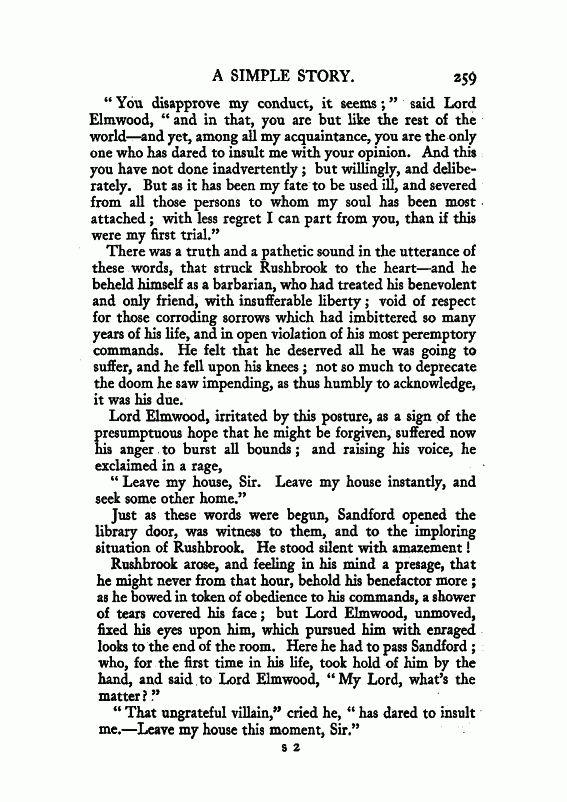 A SIMPLE STORY. 259
“ You disapprove my conduct, it seems ; ” said Lord
Elmwood, “ and in that, you are but like the rest of the
world—and yet, among all my acquaintance, you are the only
one who has dared to insult me with your opinion. And this
you have not done inadvertently ; but willingly, and delibe-
rately. But as it has been my fate to be used ill, and severed
from all those persons to whom my soul has been most
attached ; with less regret I can part from you, than if this
were my first trial.”
There was a truth and a pathetic sound in the utterance of
these words, that struck Rushbrook to the heart—and he
beheld himself as a barbarian, who had treated his benevolent
and only friend, with insufferable liberty ; void of respect
for those corroding sorrows which had imbittered so many
years of his life, and in open violation of his most peremptory
commands. He felt that he deserved all he was going to
suffer, and he fell upon his knees ; not so much to deprecate
the doom he saw impending, as thus humbly to acknowledge,
it was his due.
Lord Elmwood, irritated by this posture, as a sign of the
presumptuous hope that he might be forgiven, suffered now
his anger to burst all bounds ; and raising his voice, he
exclaimed in a rage,
“ Leave my house, Sir. Leave my house instantly, and
seek some other home.”
Just as these words were begun, Sandford opened the
library door, was witness to them, and to the imploring
situation of Rushbrook. He stood silent with amazement !
Rushbrook arose, and feeling in his mind a presage, that
he might never from that hour, behold his benefactor more ;
as he bowed in token of obedience to his commands, a shower
of tears covered his face ; but Lord Elmwood, unmoved,
fixed his eyes upon him, which pursued him with enraged
looks to the end of the room. Here he had to pass Sandford ;
who, for the first time in his life, took hold of him by the
hand, and said to Lord Elmwood, “ My Lord, what’s the
matter ? ”
“ That ungrateful villain,” cried he, “ has dared to insult
me.—Leave my house this moment, Sir.”
S 2